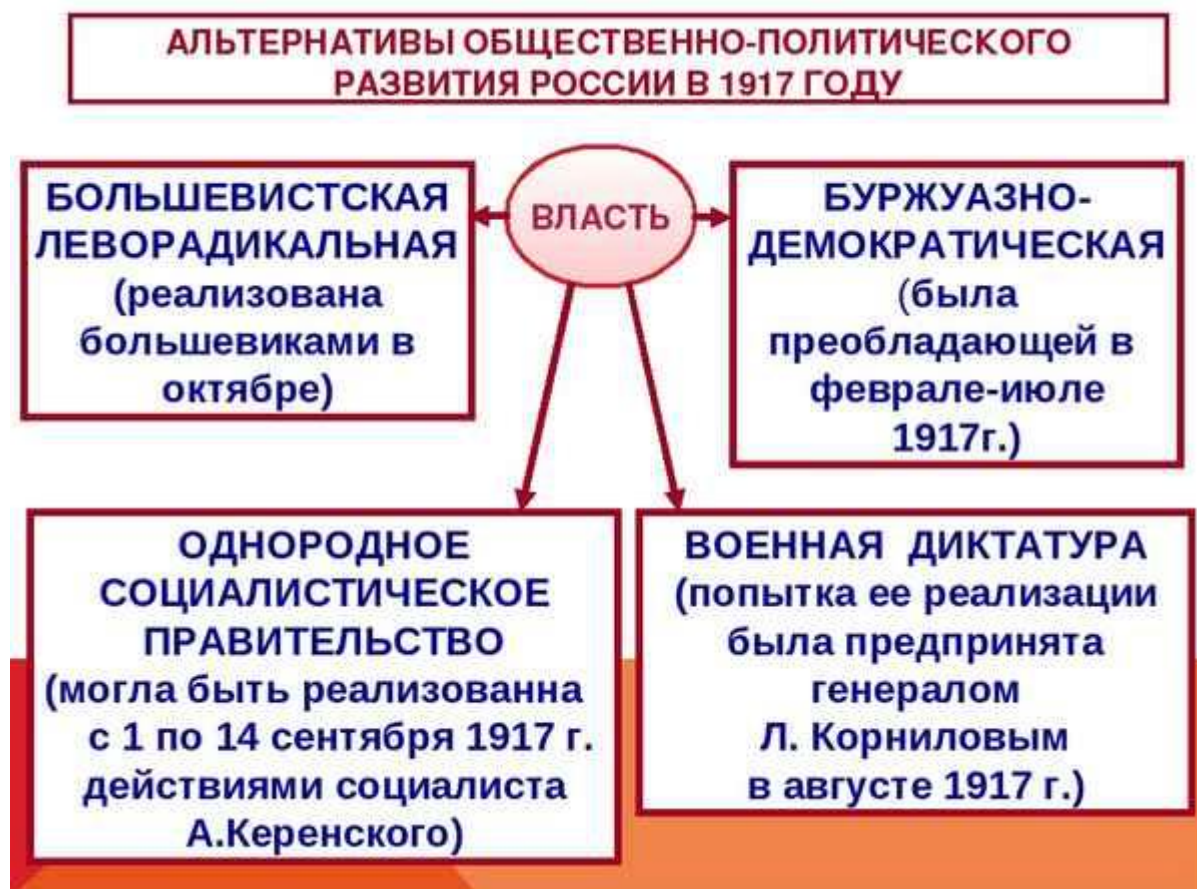 АЛЬТЕРНАТИВЫ ОБЩЕСТВЕННО-ПОЛИТИЧЕСКОГО
РАЗВИТИЯ РОССИИ В 1917 ГОДУ
БОЛЬШЕВИСТСКАЯ
ЛЕВОРАДИКАЛЬНАЯ
(реализована
большевиками в
октябре)
ВЛАСТЬ
БУРЖУАЗНО-
ДЕМОКРАТИЧЕСКАЯ
(была
преобладающей в
феврале-июле
1917г.)
ОДНОРОДНОЕ
СОЦИАЛИСТИЧЕСКОЕ
ПРАВИТЕЛЬСТВО
(могла быть реализованна
с 1 по 14 сентября 1917 г.
действиями социалиста
А.Керенского)
ВОЕННАЯ ДИКТАТУРА
(попытка ее реализации
была предпринята
генералом
Л. Корниловым
в августе 1917 г.)